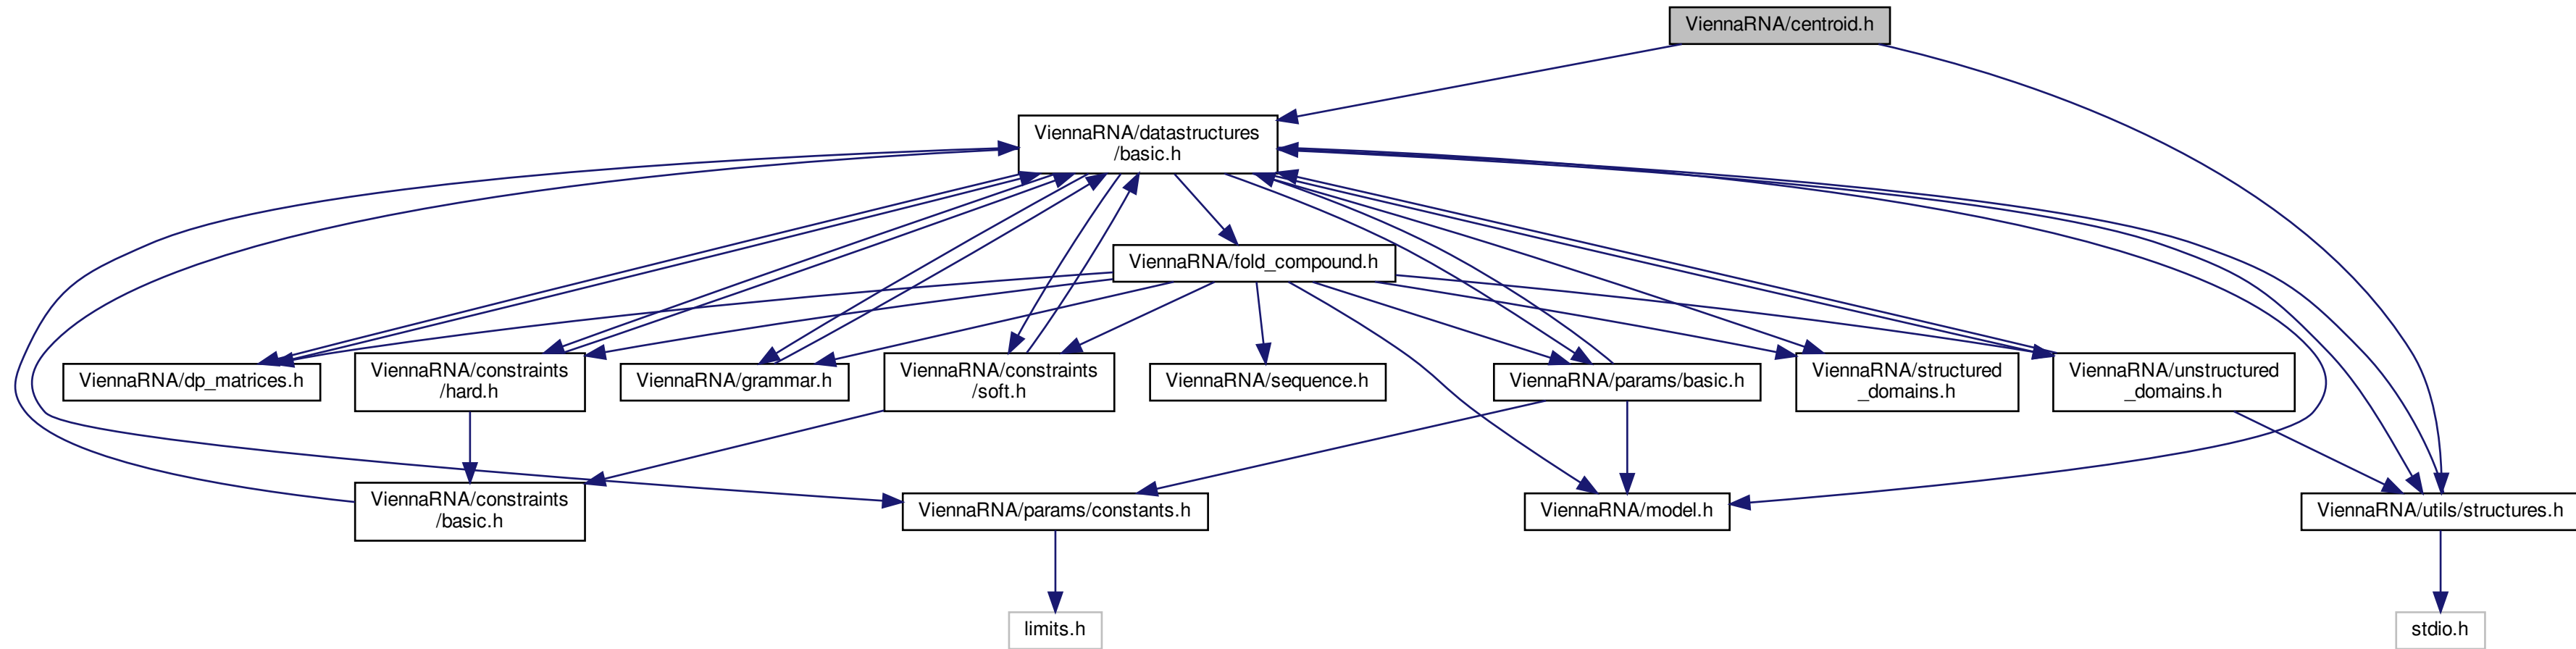 ViennaRNA/centroid.h
ViennaRNA/datastructures
/basic.h
ViennaRNA/fold_compound.h
ViennaRNA/dp_matrices.h
ViennaRNA/constraints
/hard.h
ViennaRNA/grammar.h
ViennaRNA/constraints
/soft.h
ViennaRNA/sequence.h
ViennaRNA/params/basic.h
ViennaRNA/structured
_domains.h
ViennaRNA/unstructured
_domains.h
ViennaRNA/constraints
/basic.h
ViennaRNA/params/constants.h
ViennaRNA/model.h
ViennaRNA/utils/structures.h
limits.h
stdio.h